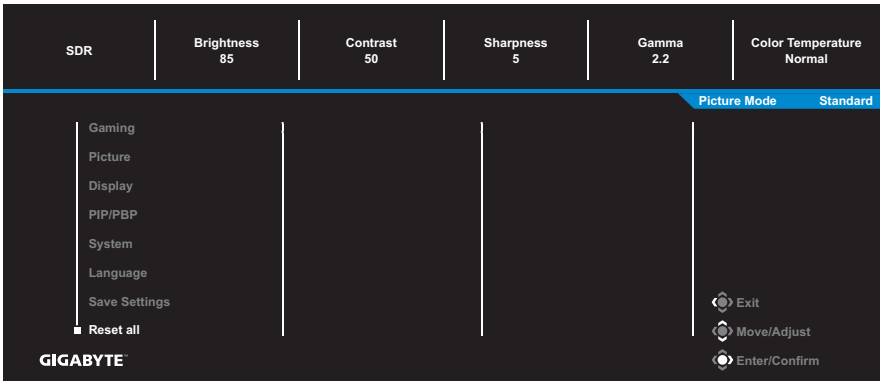 SDR
Brightness
85
Contrast
50
Sharpness
5
Gamma
2.2
Color Temperature
Normal
Picture Mode Standard
Gaming
Picture
Display
PIP/PBP
System
Language
Save Settings
Reset all
Exit
Move/Adjust
Enter/Confirm
GIGABYTE™